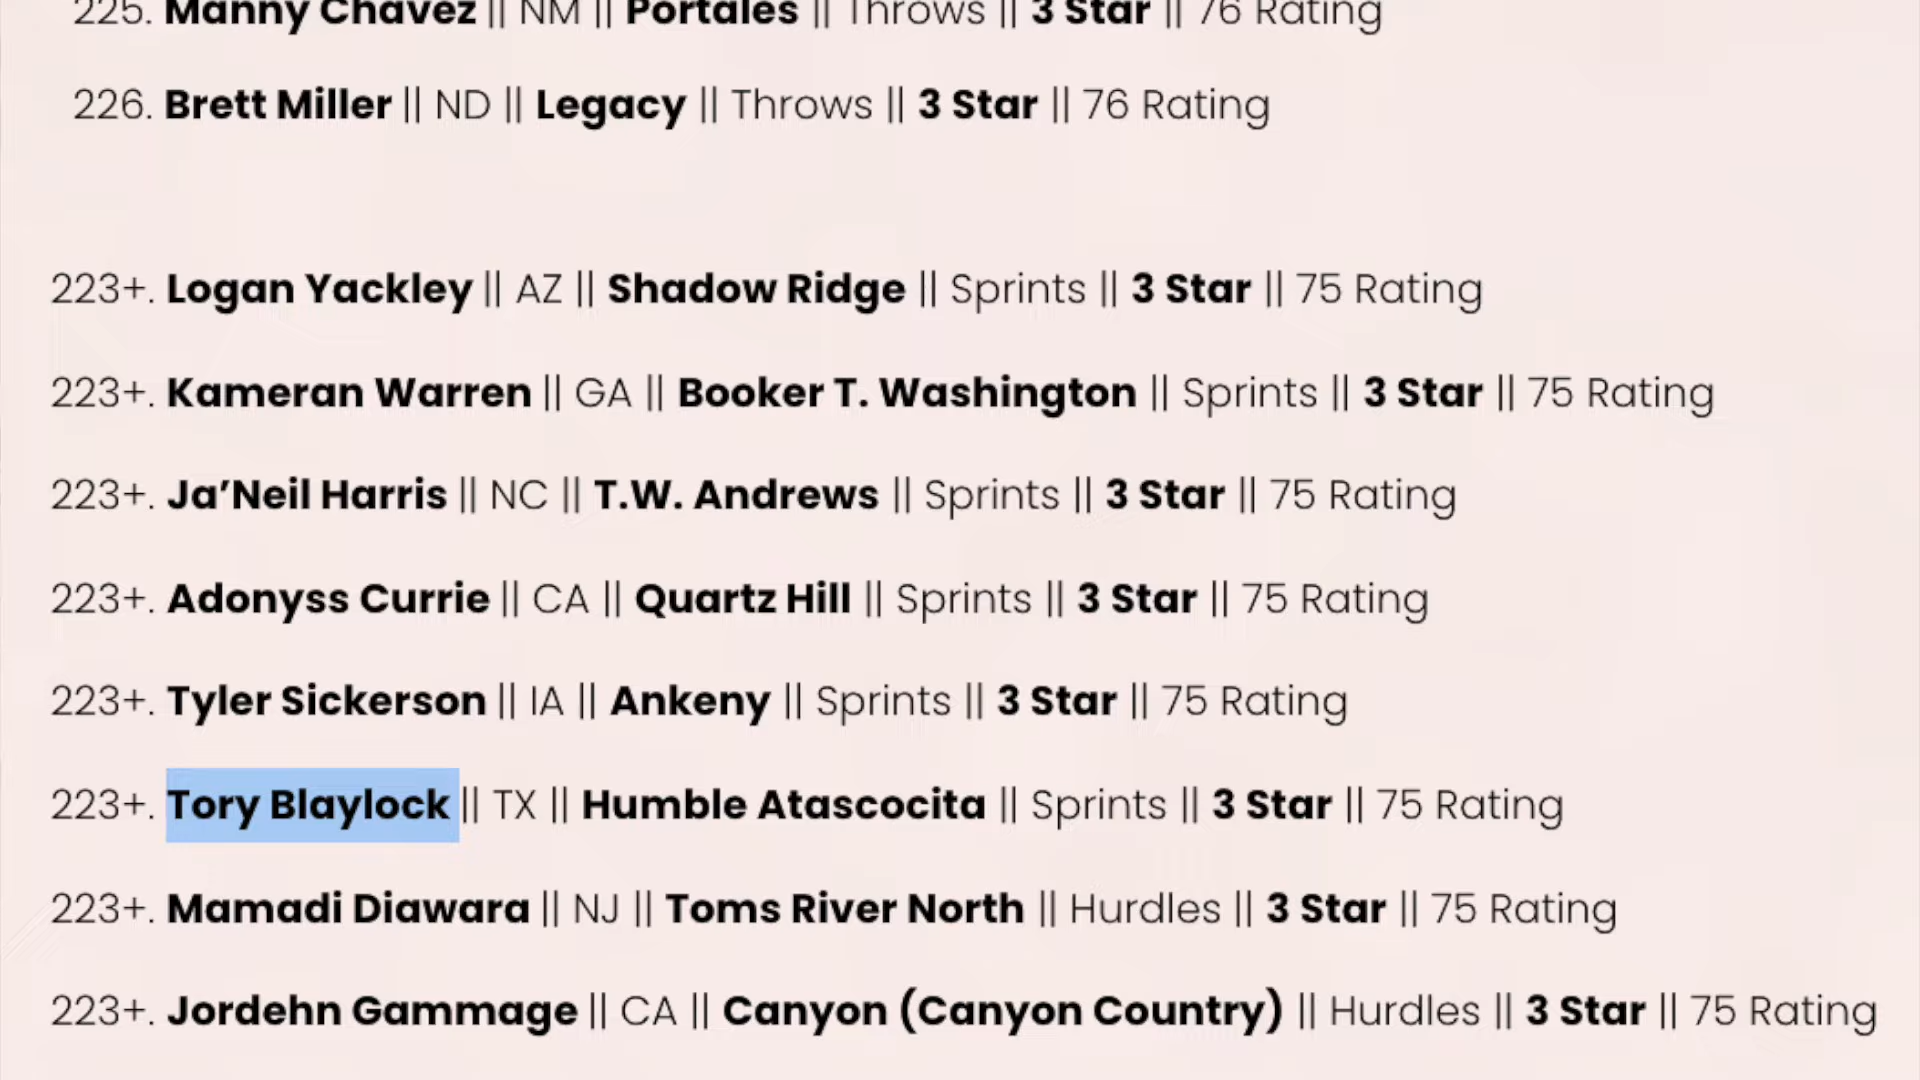 225. Manny Chavez || NM || Portales || Throws || 3 Star || 76 Rating
226. Brett Miller || ND || Legacy || Throws || 3 Star || 76 Rating
223+. Logan Yackley || AZ || Shadow Ridge || Sprints || 3 Star || 75 Rating
223+. Kameran Warren || GA || Booker T. Washington || Sprints || 3 Star || 75 Rating
223+. Ja’Neil Harris || NC || T.W. Andrews || Sprints || 3 Star || 75 Rating
223+. Adonyss Currie || CA || Quartz Hill || Sprints || 3 Star || 75 Rating
223+. Tyler Sickerson || IA || Ankeny || Sprints || 3 Star || 75 Rating
223+. Tory Blaylock || TX || Humble Atascocita || Sprints || 3 Star || 75 Rating
223+. Mamadi Diawara || NJ || Toms River North || Hurdles || 3 Star || 75 Rating
223+. Jordehn Gammage || CA || Canyon (Canyon Country) || Hurdles || 3 Star || 75 Rating